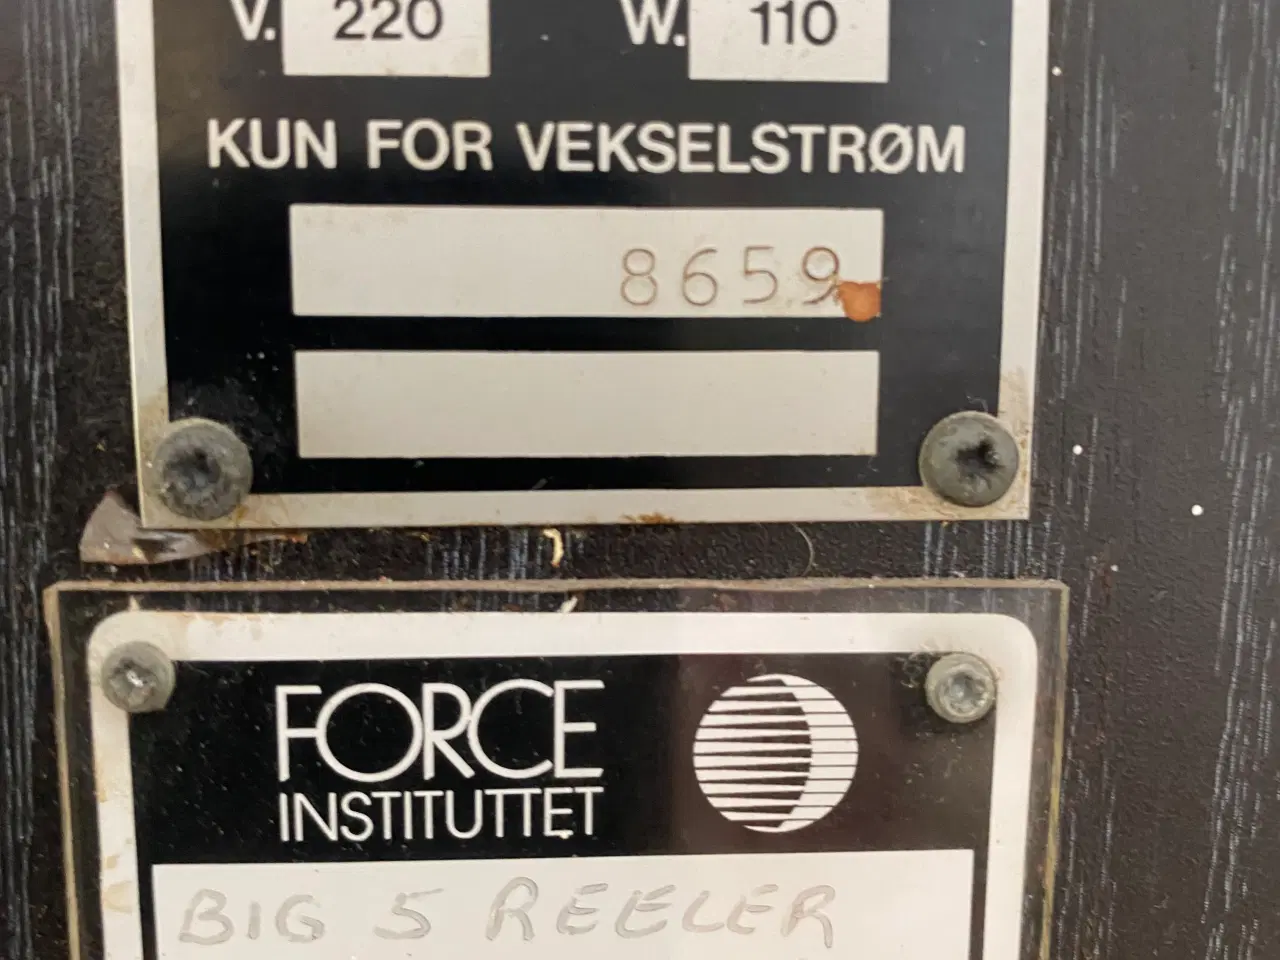 V. 220 W. 110
KUN FOR VEKSELSTRØM
8659
FORCE
INSTITUTTET
BIG 5 REELER